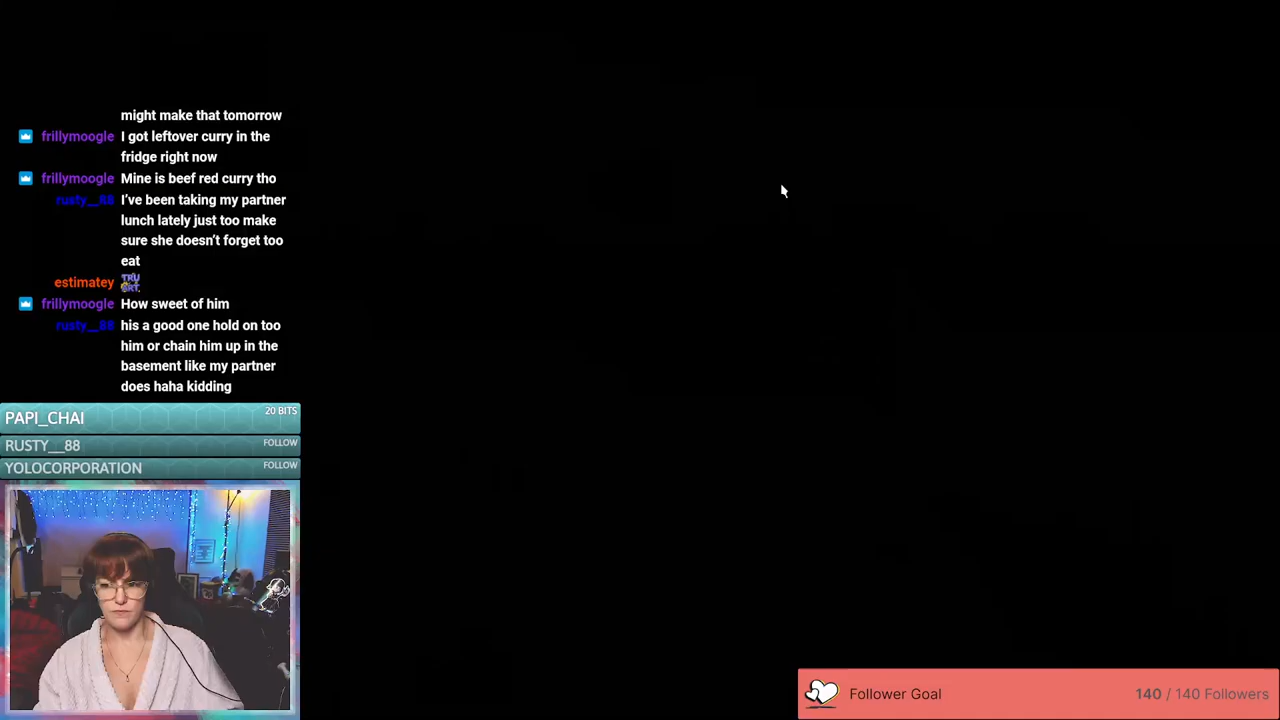 might make that tomorrow
frillymoogle I got leftover curry in the
fridge right now
frillymoogle Mine is beef red curry tho
rusty__88 I’ve been taking my partner
lunch lately just too make
sure she doesn’t forget too
eat
estimatey
frillymoogle How sweet of him
rusty__88 his a good one hold on too
him or chain him up in the
basement like my partner
does haha kidding
PAPI_CHAI 20 BITS
RUSTY__88 FOLLOW
YOLOCORPORATION FOLLOW
Follower Goal 140 / 140 Followers